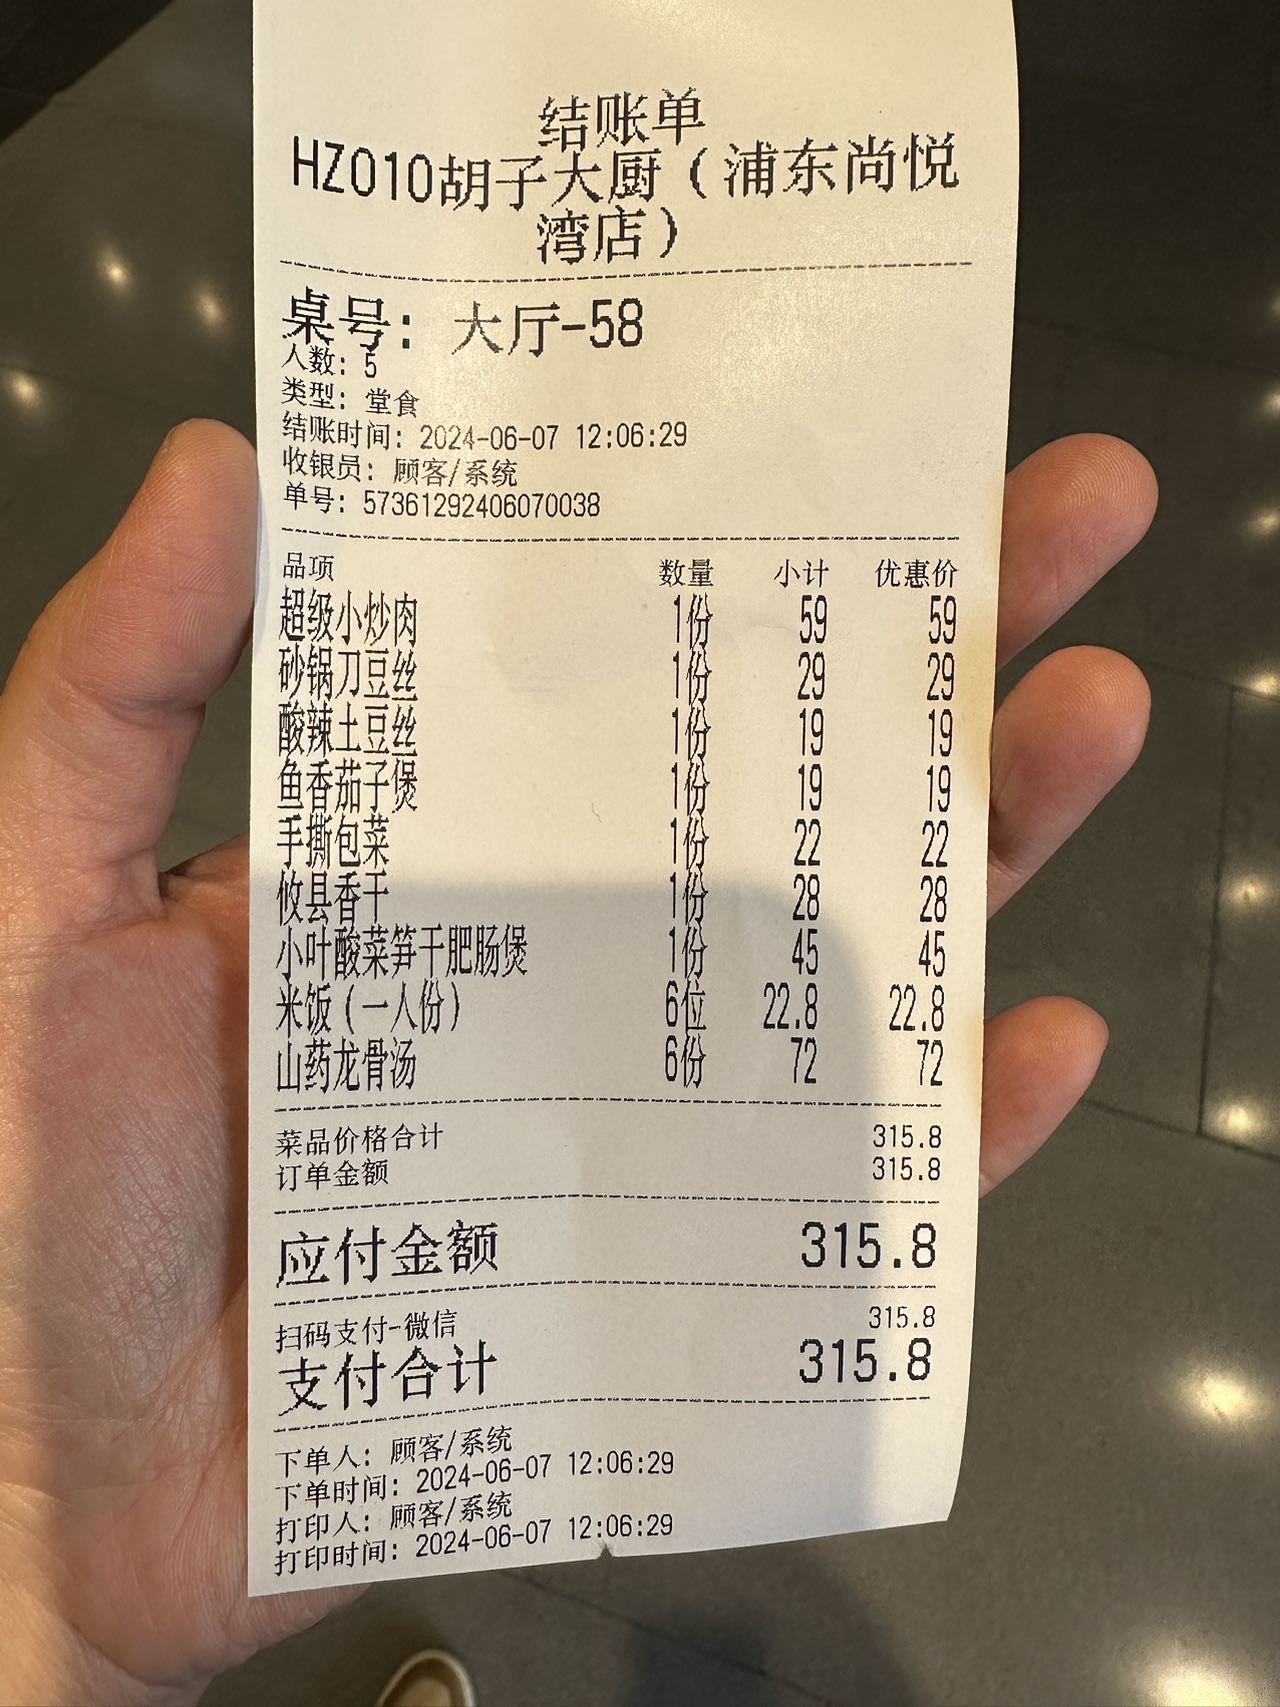 结账单
HZ010胡子大厨(浦东尚悦
湾店)
桌号: 大厅-58
人数: 5
类型: 堂食
结账时间: 2024-06-07 12:06:29
收银员: 顾客/系统
单号: 573612922406070038
品项 数量 小计 优惠价
超级小炒肉 1份 59 59
砂锅刀豆丝 1份 29 29
酸辣土豆丝 1份 19 19
鱼香茄子煲 1份 19 19
手撕包菜 1份 22 22
攸县香干 1份 28 28
小叶酸菜笋干肥肠煲 1份 45 45
米饭(一人份) 6位 22.8 22.8
山药龙骨汤 6份 72 72
菜品价格合计 315.8
订单金额 315.8
应付金额 315.8
扫码支付-微信 315.8
支付合计 315.8
下单人: 顾客/系统
下单时间: 2024-06-07 12:06:29
打印人: 顾客/系统
打印时间: 2024-06-07 12:06:29